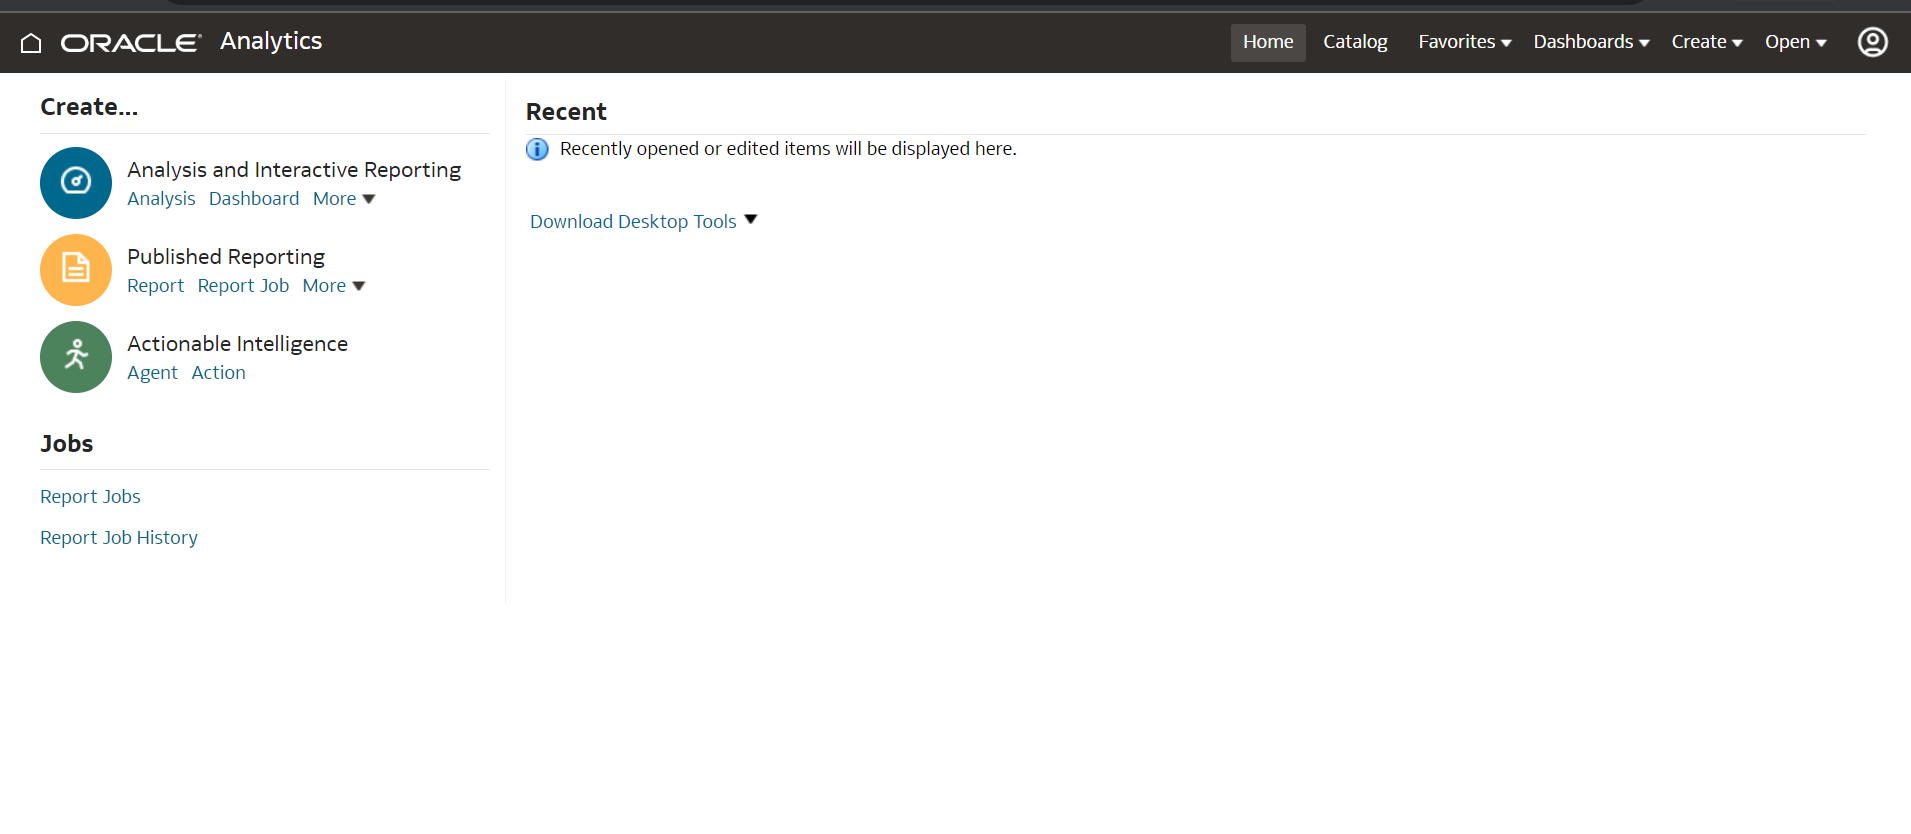 ORACLE Analytics Home Catalog Favorites Dashboards Create Open
Create...
Analysis and Interactive Reporting
Analysis Dashboard More
Published Reporting
Report Report Job More
Actionable Intelligence
Agent Action
Jobs
Report Jobs
Report Job History
Recent
Recently opened or edited items will be displayed here.
Download Desktop Tools